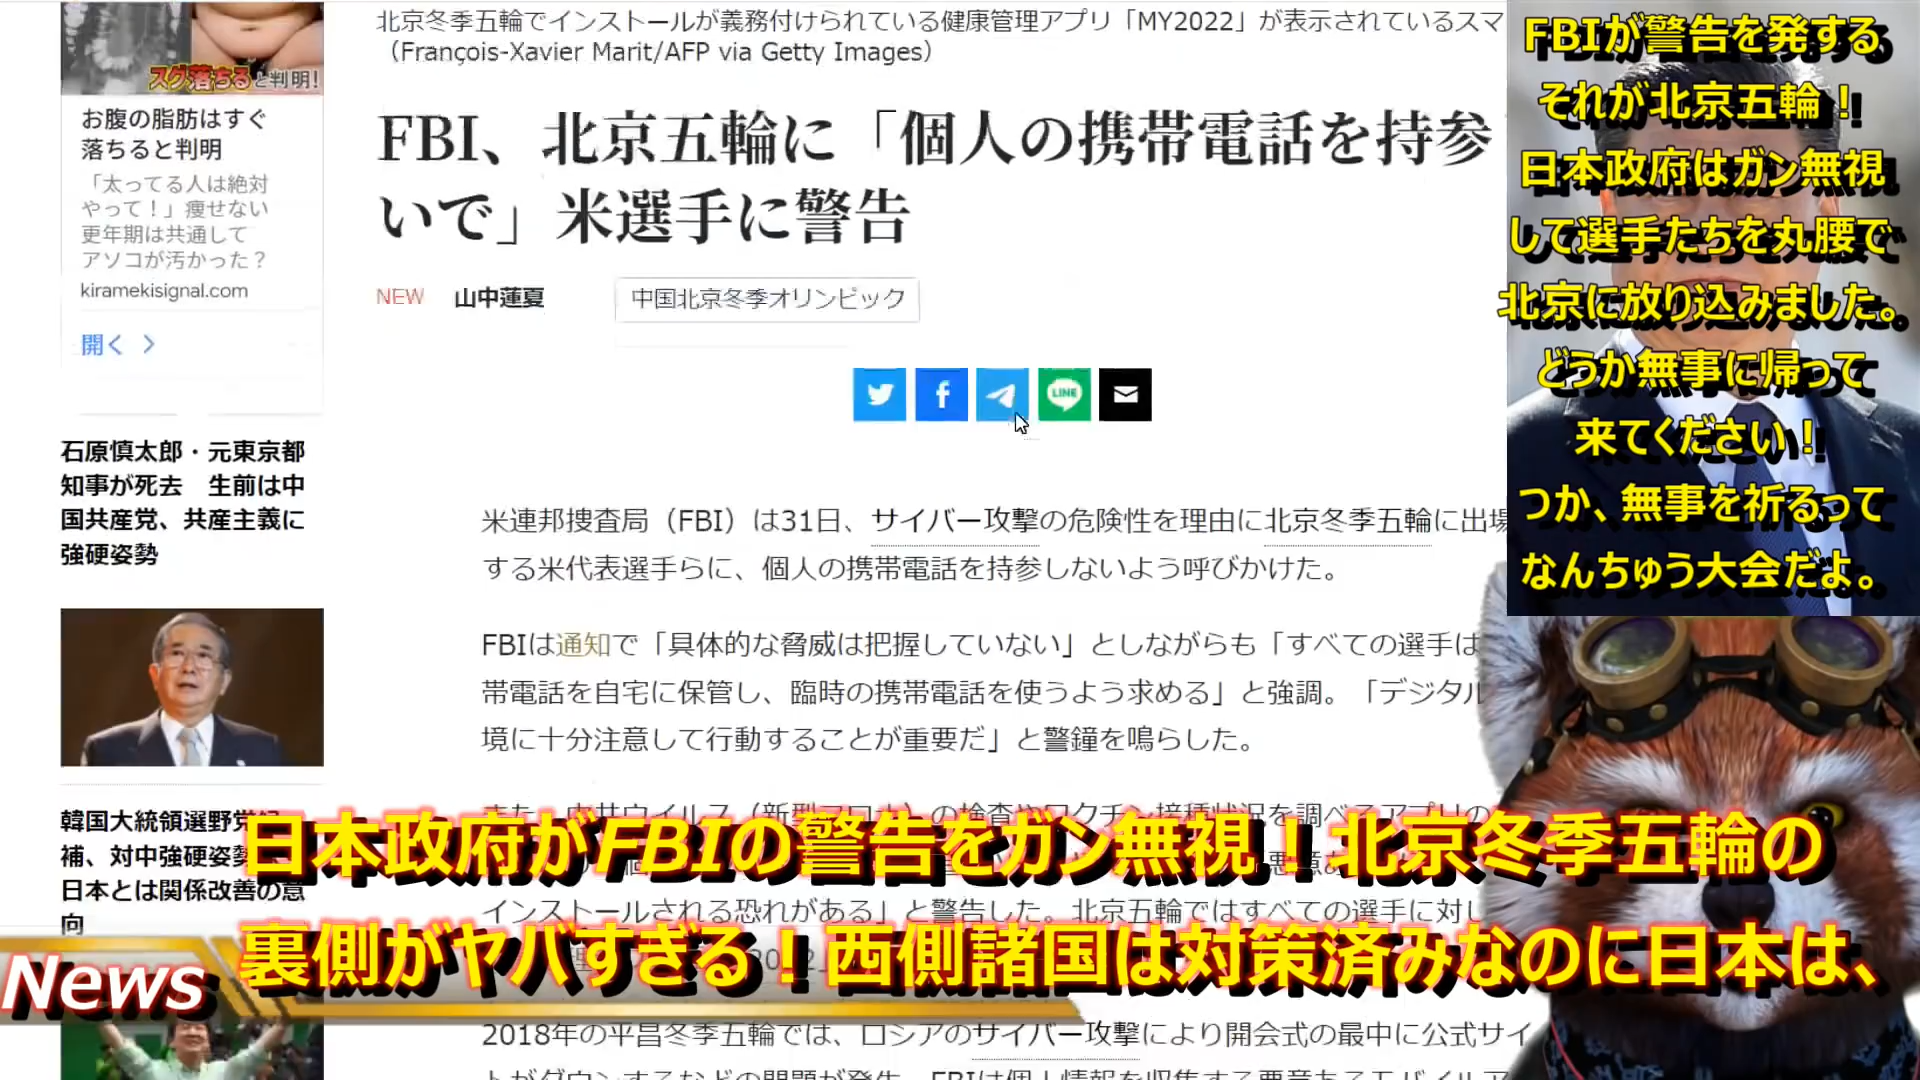 北京冬季五輪でインストールが義務付けられている健康管理アプリ「MY2022」が表示されているスマ
（François-Xavier Marit/AFP via Getty Images）
FBI、北京五輪に「個人の携帯電話を持参
いで」米選手に警告
NEW 山中蓮夏 中国北京冬季オリンピック
LINE
米連邦捜査局（FBI）は31日、サイバー攻撃の危険性を理由に北京冬季五輪に出場
する米代表選手らに、個人の携帯電話を持参しないよう呼びかけた。
FBIは通知で「具体的な脅威は把握していない」としながらも「すべての選手は
帯電話を自宅に保管し、臨時の携帯電話を使うよう求める」と強調。「デジタル
境に十分注意して行動することが重要だ」と警鐘を鳴らした。
インストールされる恐れがある」と警告した。北京五輪ではすべての選手に対し
2018年の平昌冬季五輪では、ロシアのサイバー攻撃により開会式の最中に公式サイ
スグ落ちると判明!
お腹の脂肪はすぐ
落ちると判明
「太ってる人は絶対
やって！」痩せない
更年期は共通して
アソコが汚かった？
kiramekisignal.com
開く
石原慎太郎・元東京都
知事が死去 生前は中
国共産党、共産主義に
強硬姿勢
韓国大統領選野党
補、対中強硬姿勢
日本とは関係改善の意
向
FBIが警告を発する
それが北京五輪！
日本政府はガン無視
して選手たちを丸腰で
北京に放り込みました。
どうか無事に帰って
来てください！
つか、無事を祈るって
なんちゅう大会だよ。
日本政府がFBIの警告をガン無視！北京冬季五輪の
裏側がヤバすぎる！西側諸国は対策済みなのに日本は、
News